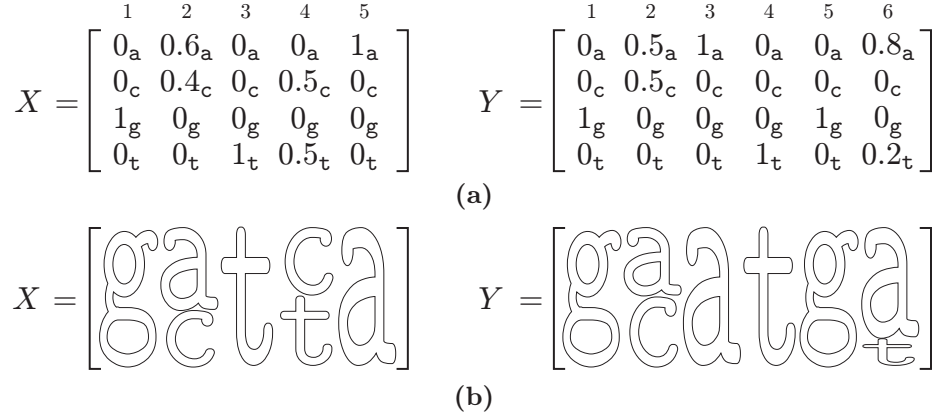 1 2 3 4 5 1 2 3 4 5 6
0a 0.6a 0a 0a 1a 0a 0.5a 1a 0a 0a 0.8a
0c 0.4c 0c 0.5c 0c 0c 0.5c 0c 0c 0c 0c
X = Y =
1g 0g 0g 0g 0g 1g 0g 0g 0g 1g 0g
0t 0t 1t 0.5t 0t 0t 0t 0t 1t 0t 0.2t
(a)
g a t c a g a a t g a
X = Y =
c t c t
(b)